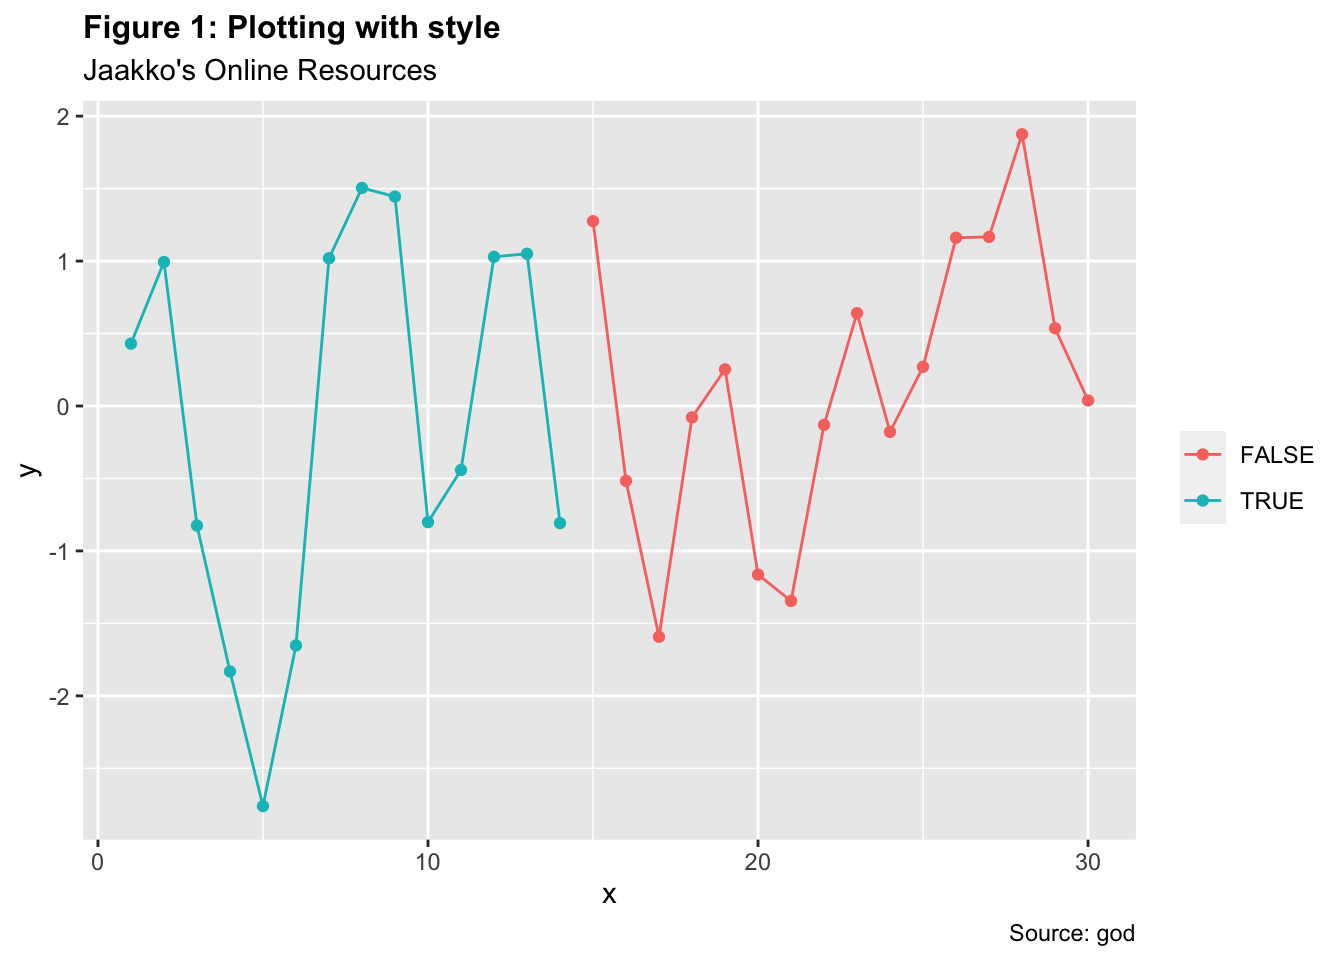 Figure 1: Plotting with style
Jaakko's Online Resources
2
1
0
-1
-2
y
0 10 20 30
x
FALSE
TRUE
Source: god